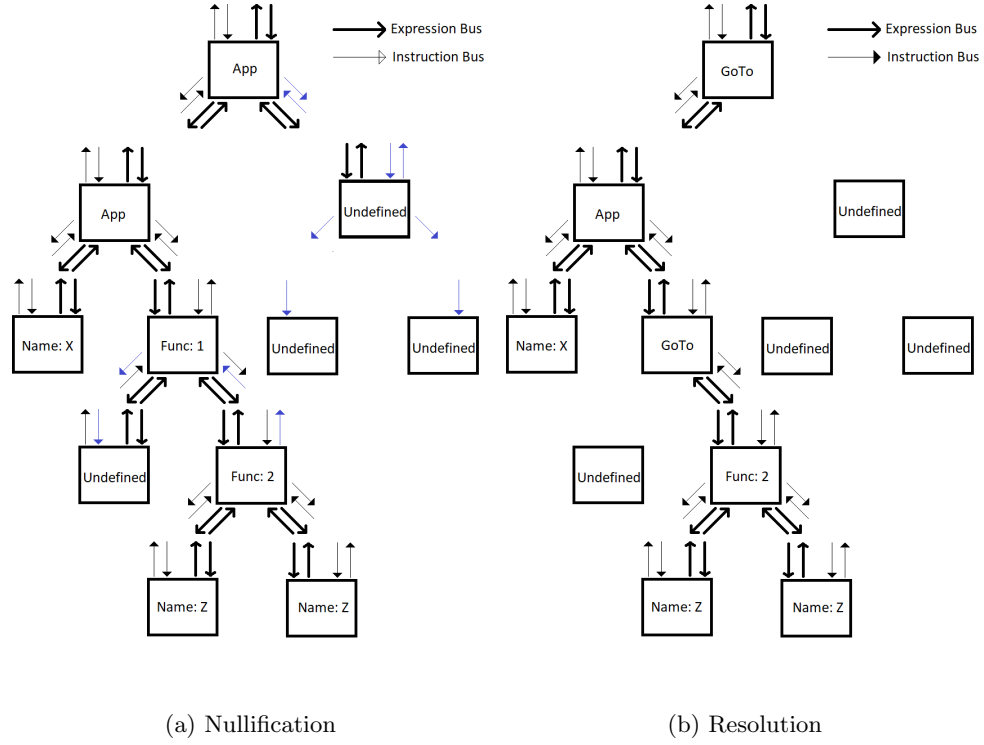 Expression Bus
Instruction Bus
App
App
Undefined
Name: X
Func: 1
Undefined
Undefined
Undefined
Func: 2
Name: Z
Name: Z
(a) Nullification
Expression Bus
Instruction Bus
GoTo
App
Undefined
Name: X
GoTo
Undefined
Undefined
Undefined
Func: 2
Name: Z
Name: Z
(b) Resolution